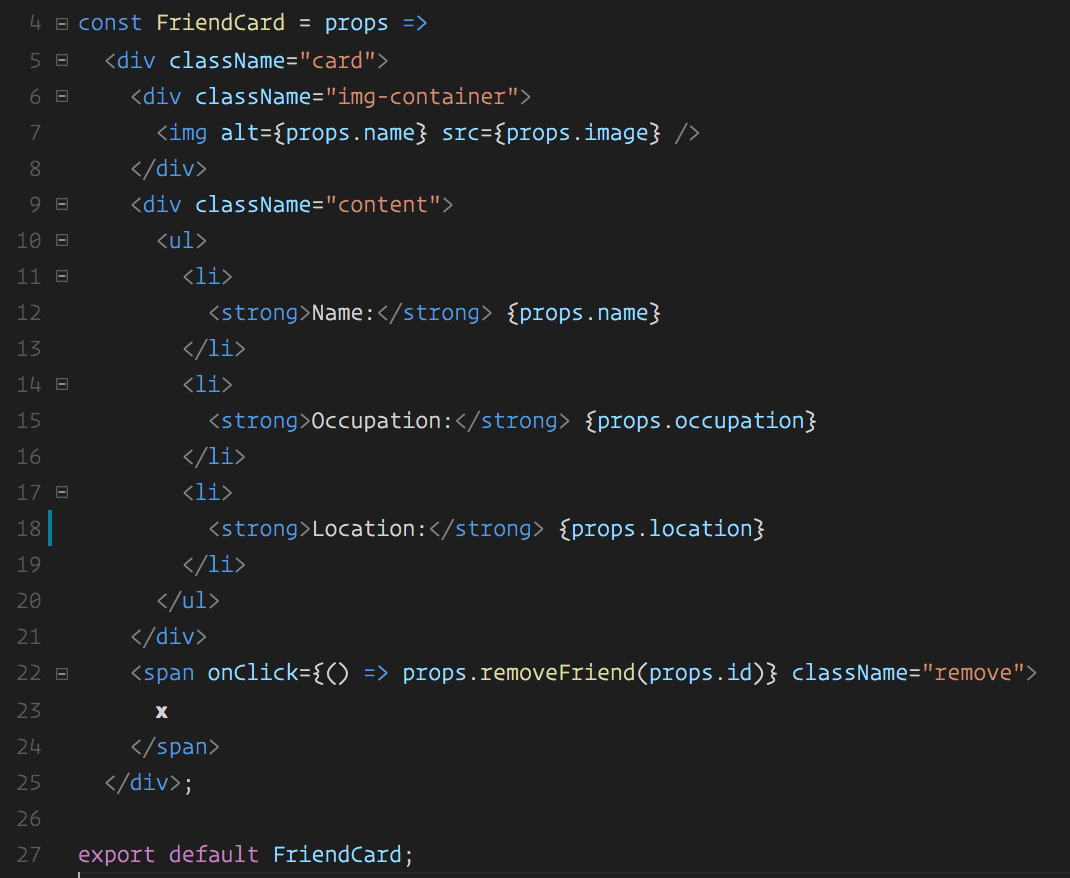 4 const FriendCard = props =>
5   <div className="card">
6     <div className="img-container">
7       <img alt={props.name} src={props.image} />
8     </div>
9     <div className="content">
10       <ul>
11         <li>
12           <strong>Name:</strong> {props.name}
13         </li>
14         <li>
15           <strong>Occupation:</strong> {props.occupation}
16         </li>
17         <li>
18           <strong>Location:</strong> {props.location}
19         </li>
20       </ul>
21     </div>
22     <span onClick={() => props.removeFriend(props.id)} className="remove">
23       x
24     </span>
25   </div>;
26
27 export default FriendCard;